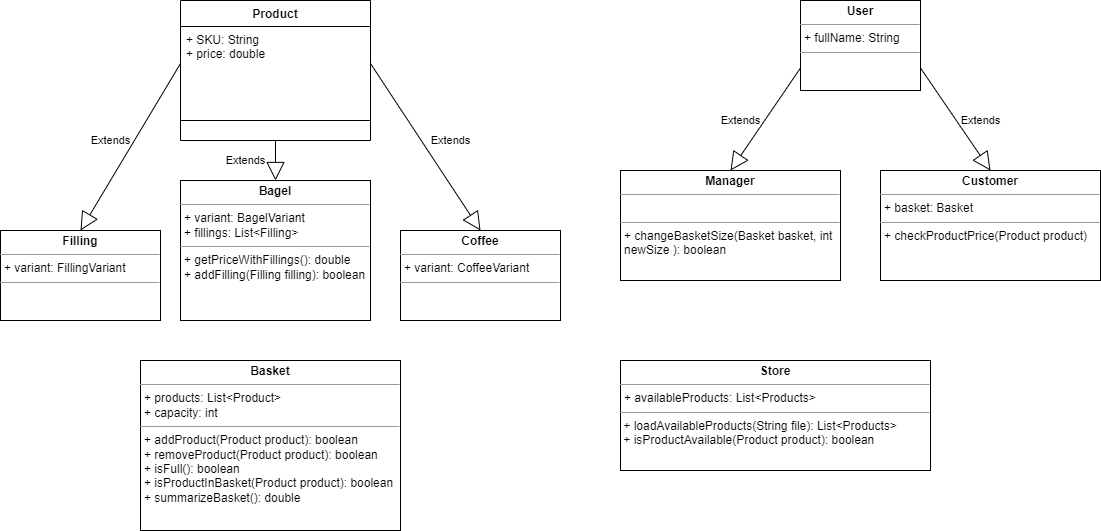 Product
+ SKU: String
+ price: double
Extends
Extends
Extends
Filling
+ variant: FillingVariant
Bagel
+ variant: BagelVariant
+ fillings: List<Filling>
+ getPriceWithFillings(): double
+ addFilling(Filling filling): boolean
Coffee
+ variant: CoffeeVariant
User
+ fullName: String
Extends
Extends
Manager
+ changeBasketSize(Basket basket, int
newSize ): boolean
Customer
+ basket: Basket
+ checkProductPrice(Product product)
Basket
+ products: List<Product>
+ capacity: int
+ addProduct(Product product): boolean
+ removeProduct(Product product): boolean
+ isFull(): boolean
+ isProductInBasket(Product product): boolean
+ summarizeBasket(): double
Store
+ availableProducts: List<Products>
+ loadAvailableProducts(String file): List<Products>
+ isProductAvailable(Product product): boolean